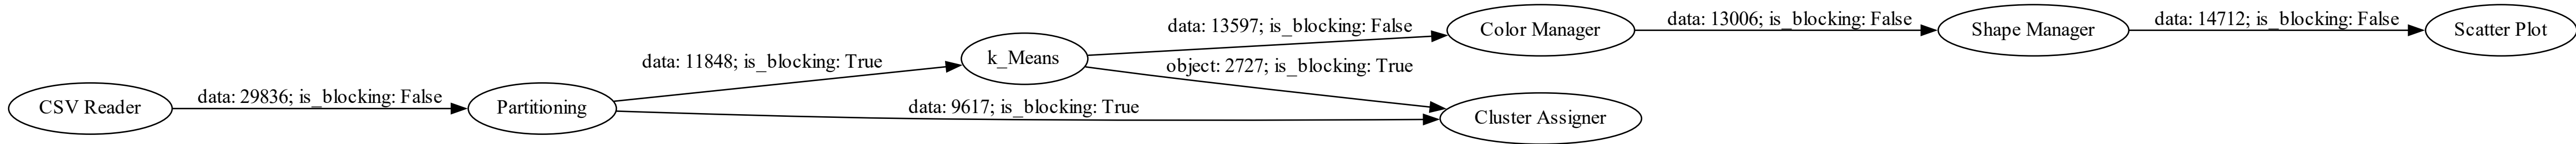 CSV Reader
data: 29836; is_blocking: False
Partitioning
data: 11848; is_blocking: True
data: 9617; is_blocking: True
k_Means
data: 13597; is_blocking: False
object: 2727; is_blocking: True
Color Manager
Cluster Assigner
data: 13006; is_blocking: False
Shape Manager
data: 14712; is_blocking: False
Scatter Plot